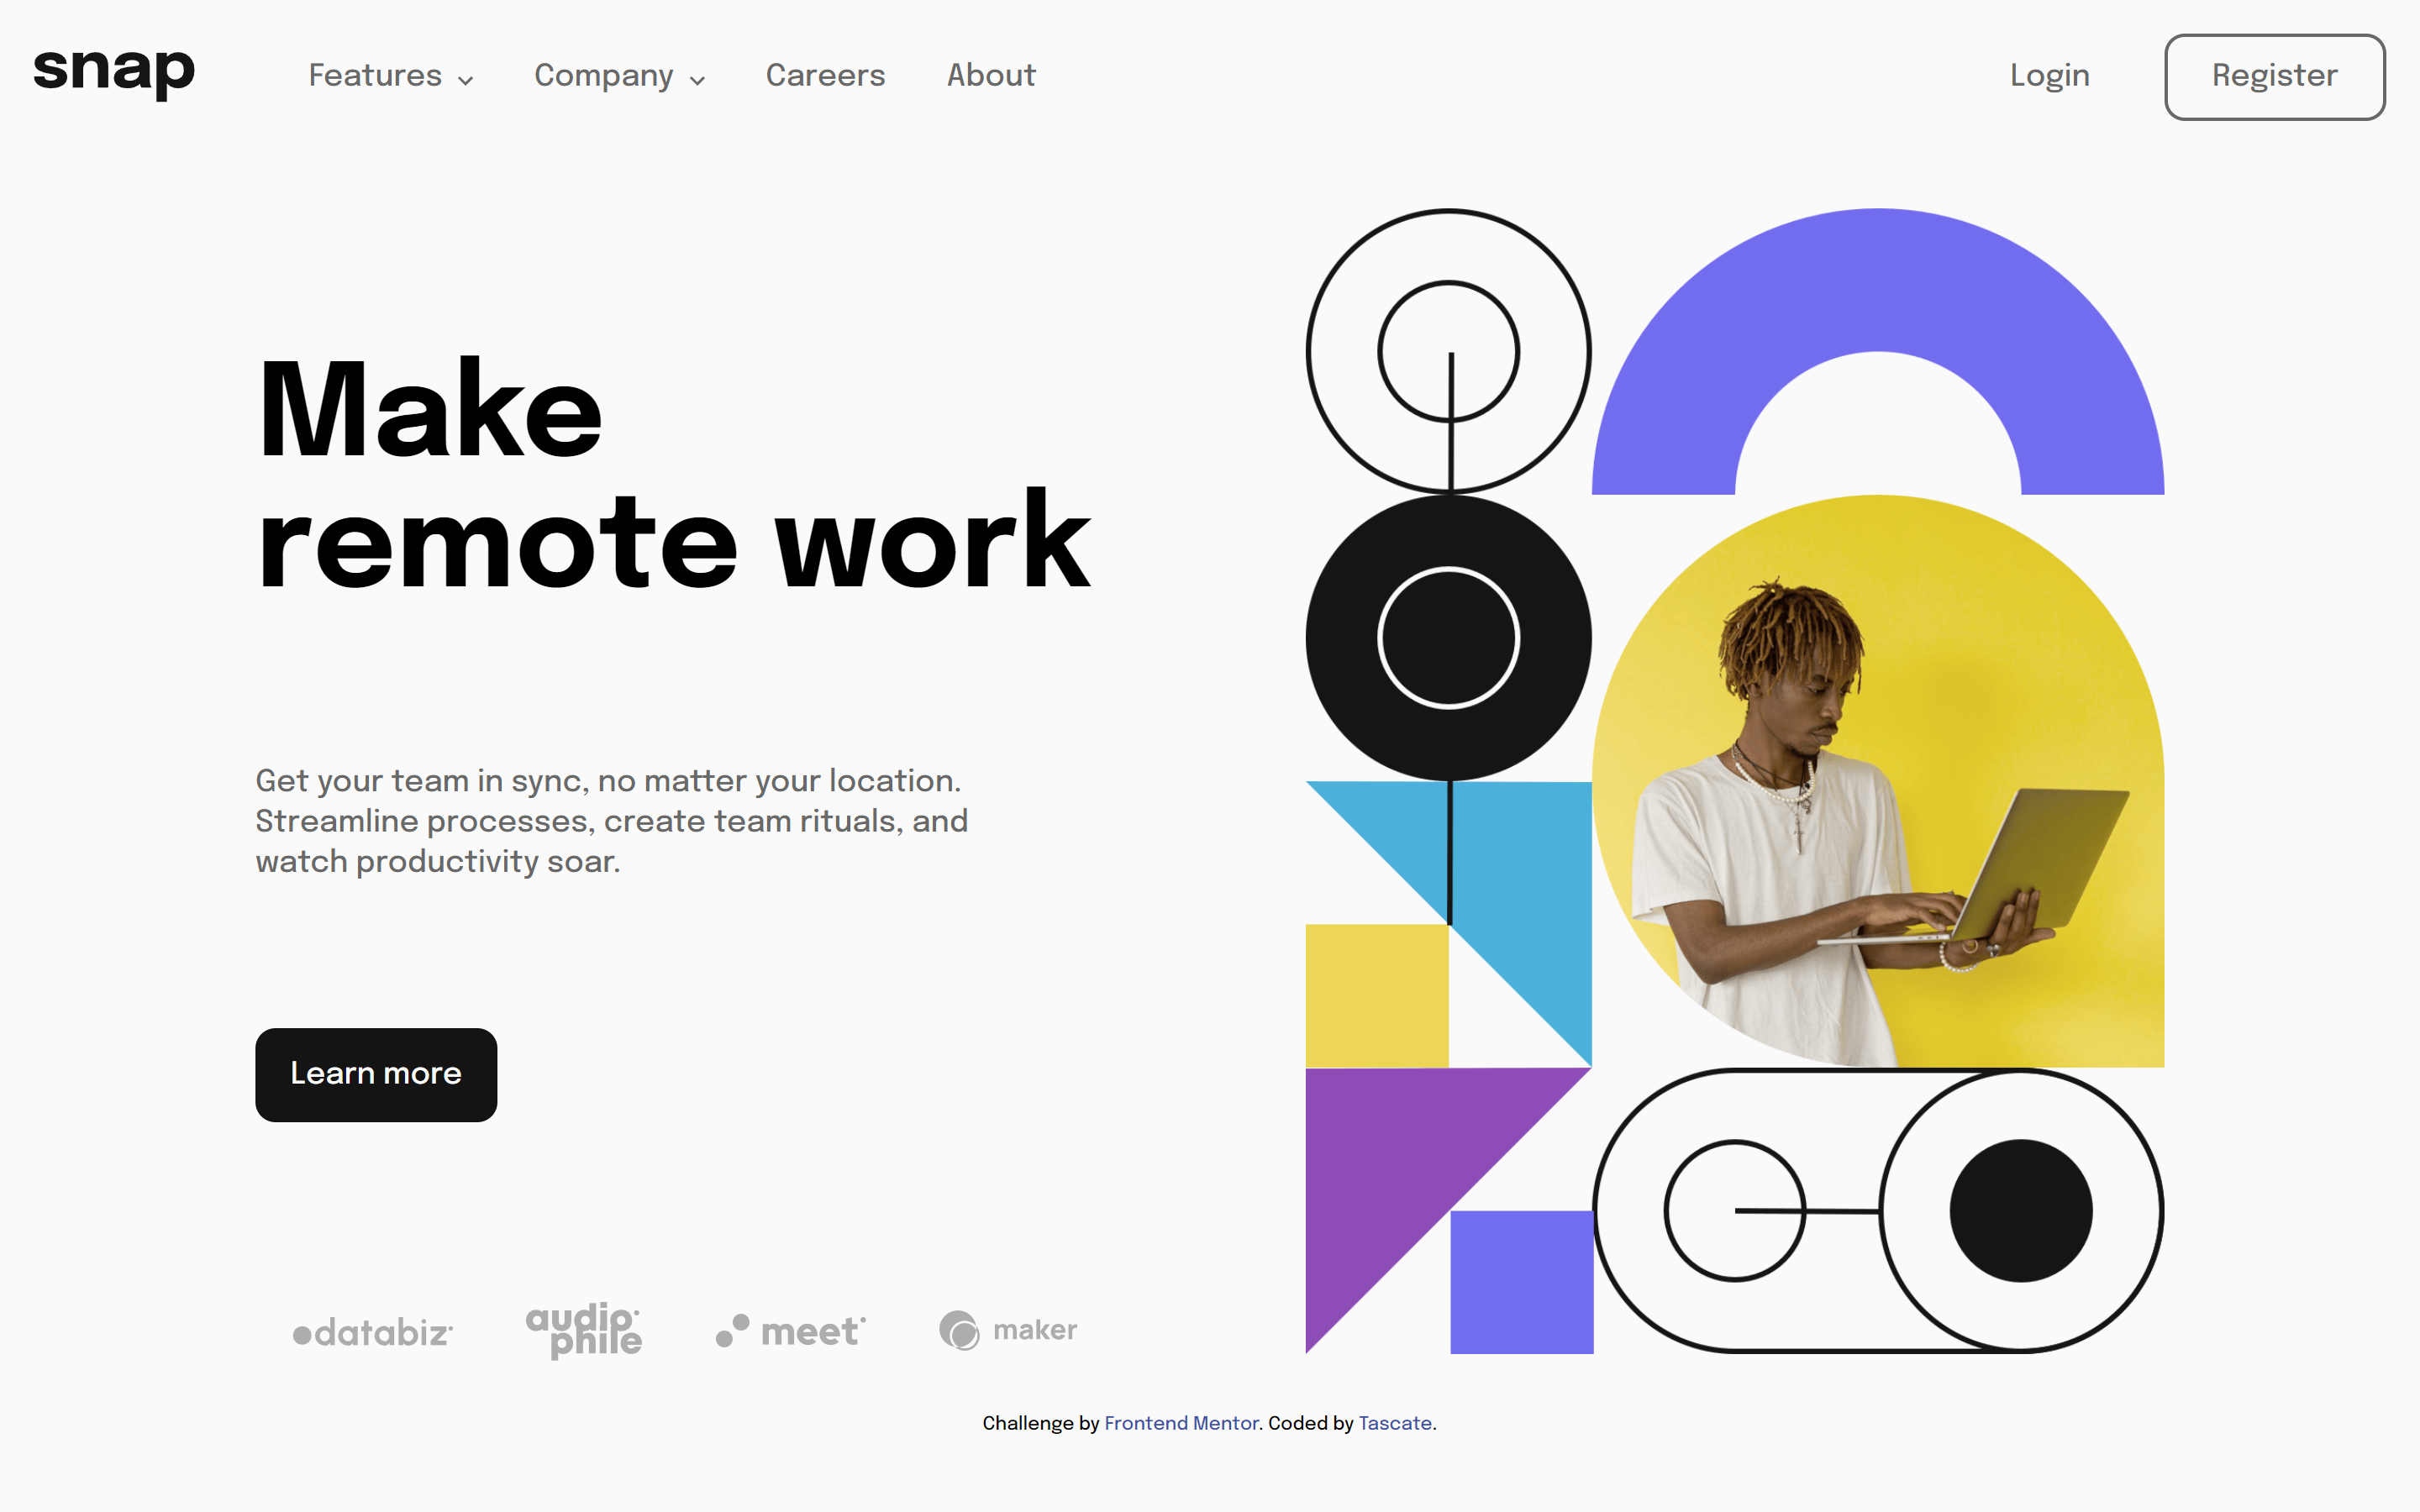 snap
Features
Company
Careers
About
Login
Register
Make
remote work
Get your team in sync, no matter your location.
Streamline processes, create team rituals, and
watch productivity soar.
Learn more
databiz
audio
phile
meet
maker
Challenge by Frontend Mentor. Coded by Tascate.